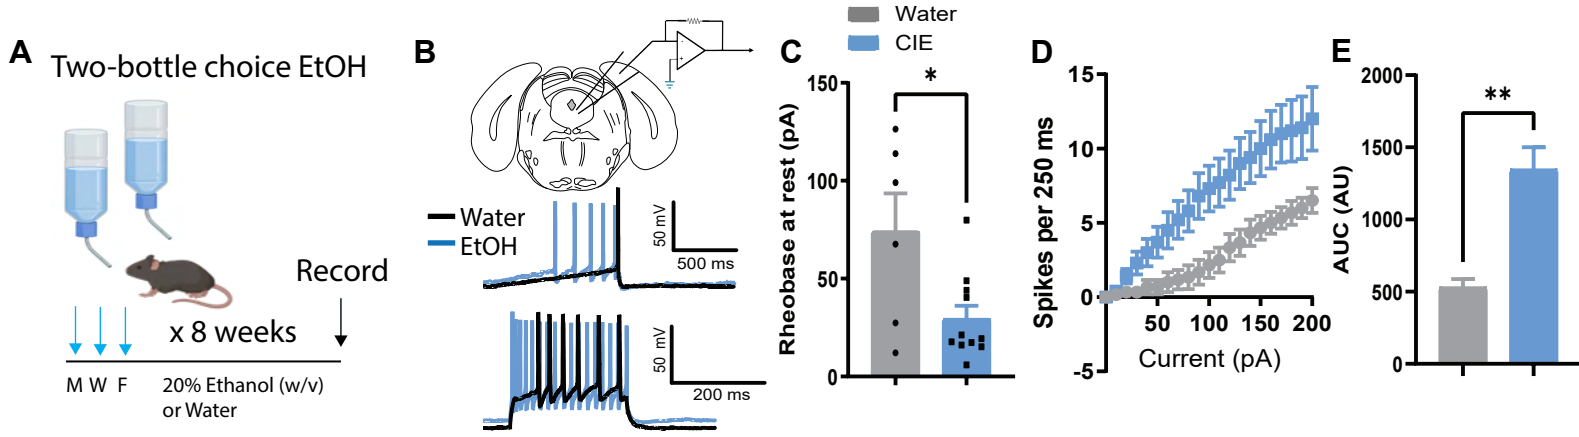 A
Two-bottle choice EtOH
Record
x 8 weeks
M W F
20% Ethanol (w/v)
or Water
B
-
+
Water
EtOH
50 mV
500 ms
50 mV
200 ms
Water
CIE
C
*
Rheobase at rest (pA)
150
100
50
0
D
Spikes per 250 ms
15
10
5
0
-5
50 100 150 200
Current (pA)
E
**
AUC (AU)
2000
1500
1000
500
0